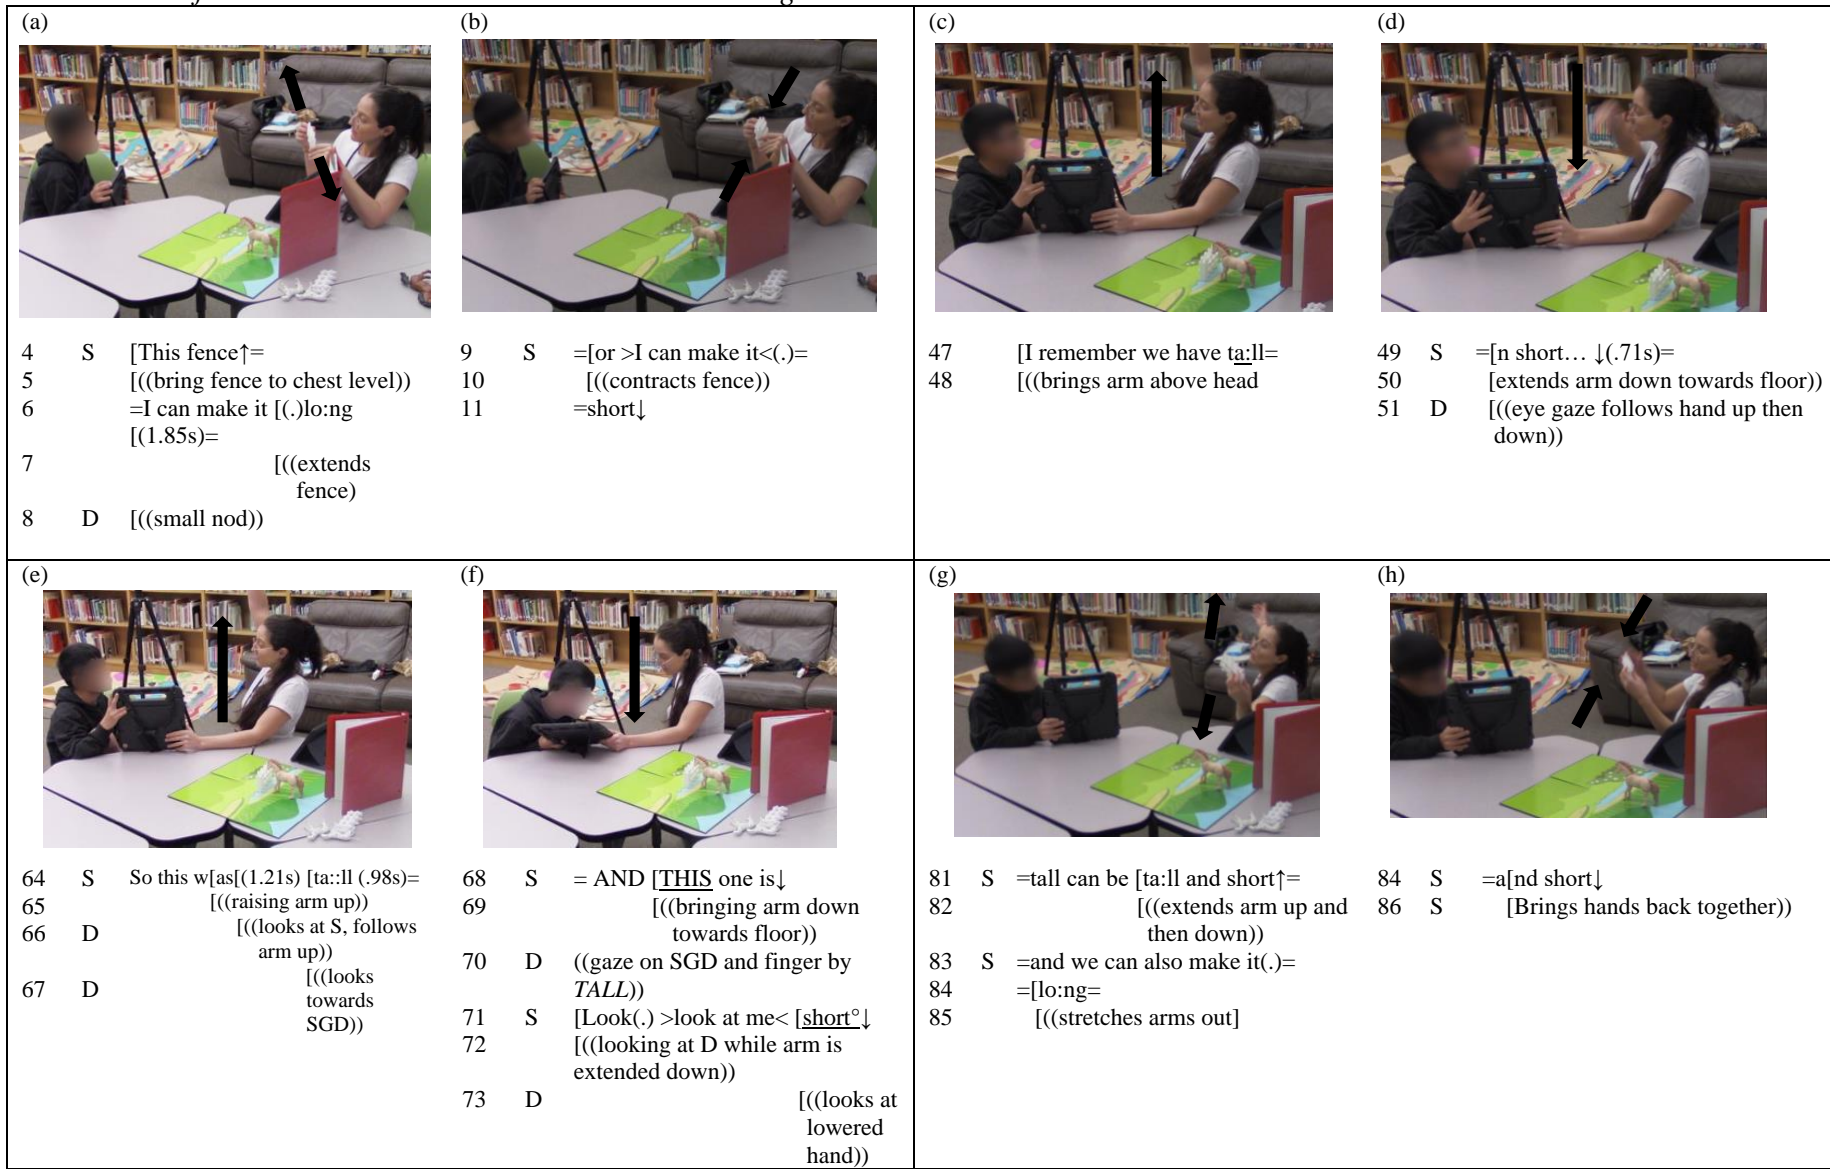 (a)
4 S [This fence↑=
5 [((bring fence to chest level))
6 =I can make it [(.)lo:ng
[(1.85s)=
7 [((extends
fence)
8 D [((small nod))
(b)
9 S =[or >I can make it<(.)=
10 [((contracts fence))
11 =short↓
(c)
47 [I remember we have ta:ll=
48 [((brings arm above head
(d)
49 S =[n short… ↓(.71s)=
50 [extends arm down towards floor))
51 D [((eye gaze follows hand up then
down))
(e)
64 S So this w[as[(1.21s) [ta::ll (.98s)=
65 [((raising arm up))
66 D [((looks at S, follows
arm up))
67 D [((looks
towards
SGD))
(f)
68 S = AND [THIS one is↓
69 [((bringing arm down
towards floor))
70 D ((gaze on SGD and finger by
TALL))
71 S [Look(.) >look at me< [short°↓
72 [((looking at D while arm is
extended down))
73 D [((looks at
lowered
hand))
(g)
81 S =tall can be [ta:ll and short↑=
82 [((extends arm up and
then down))
83 S =and we can also make it(.)=
84 =[lo:ng=
85 [((stretches arms out]
(h)
84 S =a[nd short↓
86 S [Brings hands back together))